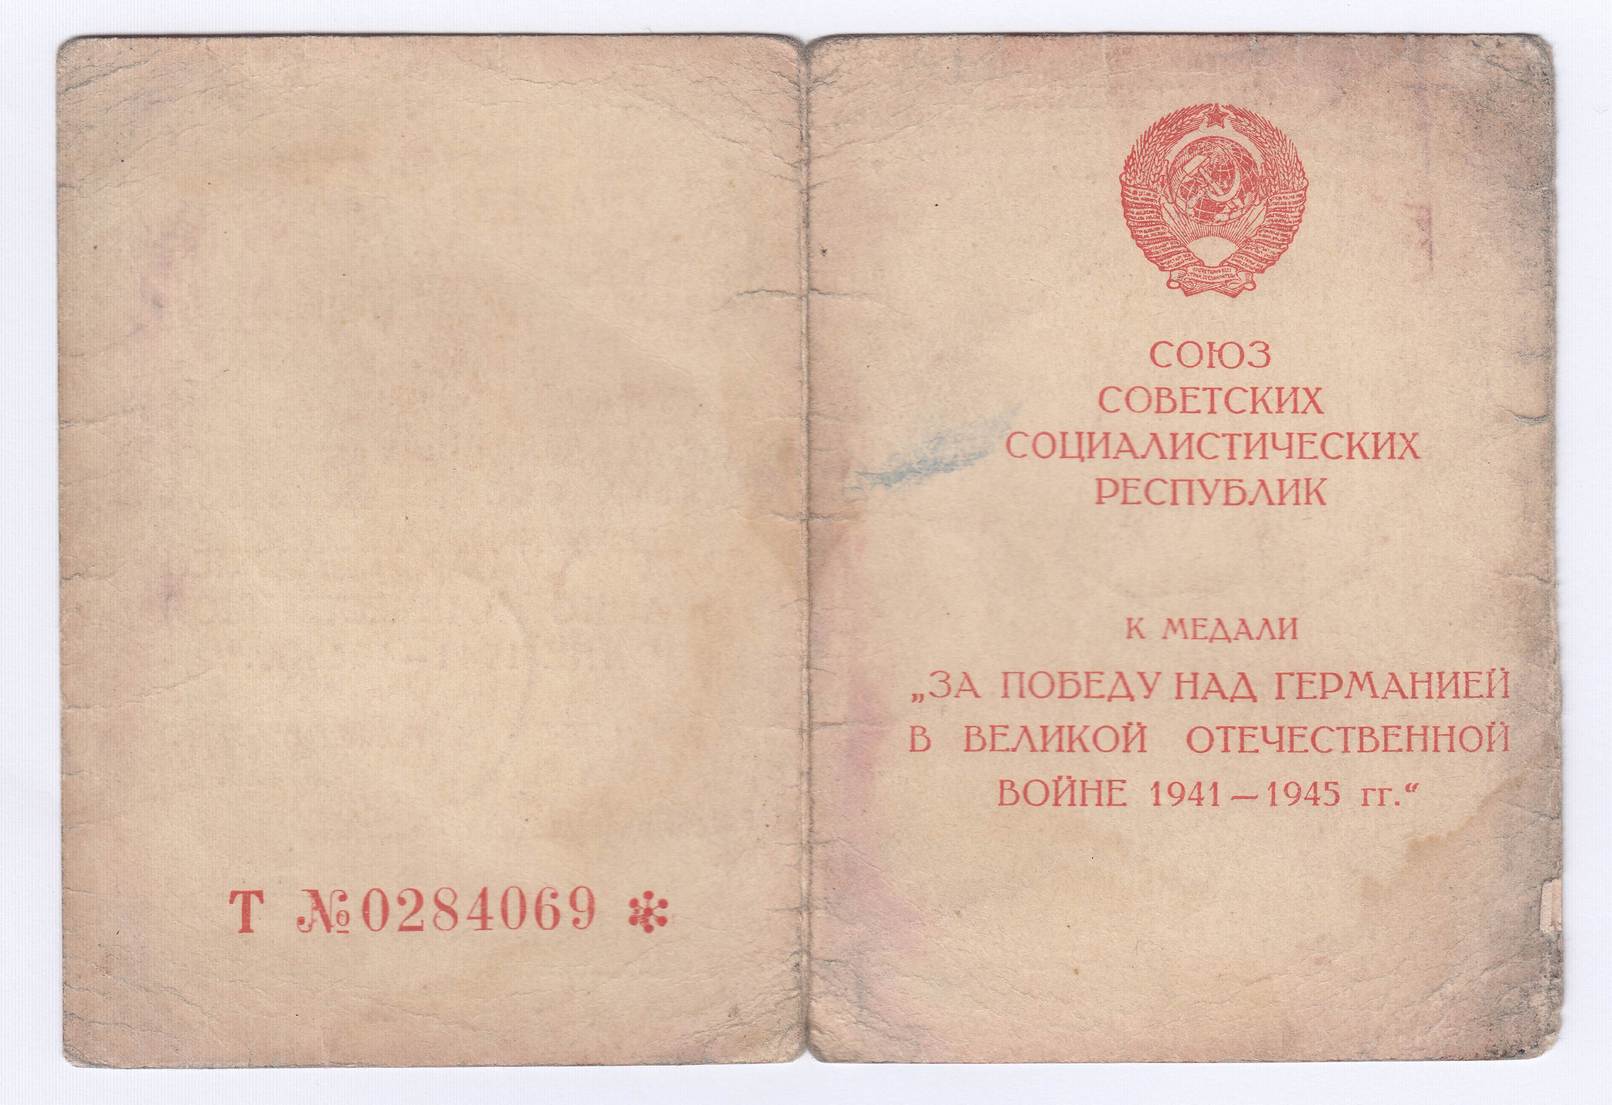 Т №0284069
СОЮЗ
СОВЕТСКИХ
СОЦИАЛИСТИЧЕСКИХ
РЕСПУБЛИК
К МЕДАЛИ
„ЗА ПОБЕДУ НАД ГЕРМАНИЕЙ
В ВЕЛИКОЙ ОТЕЧЕСТВЕННОЙ
ВОЙНЕ 1941—1945 гг.“